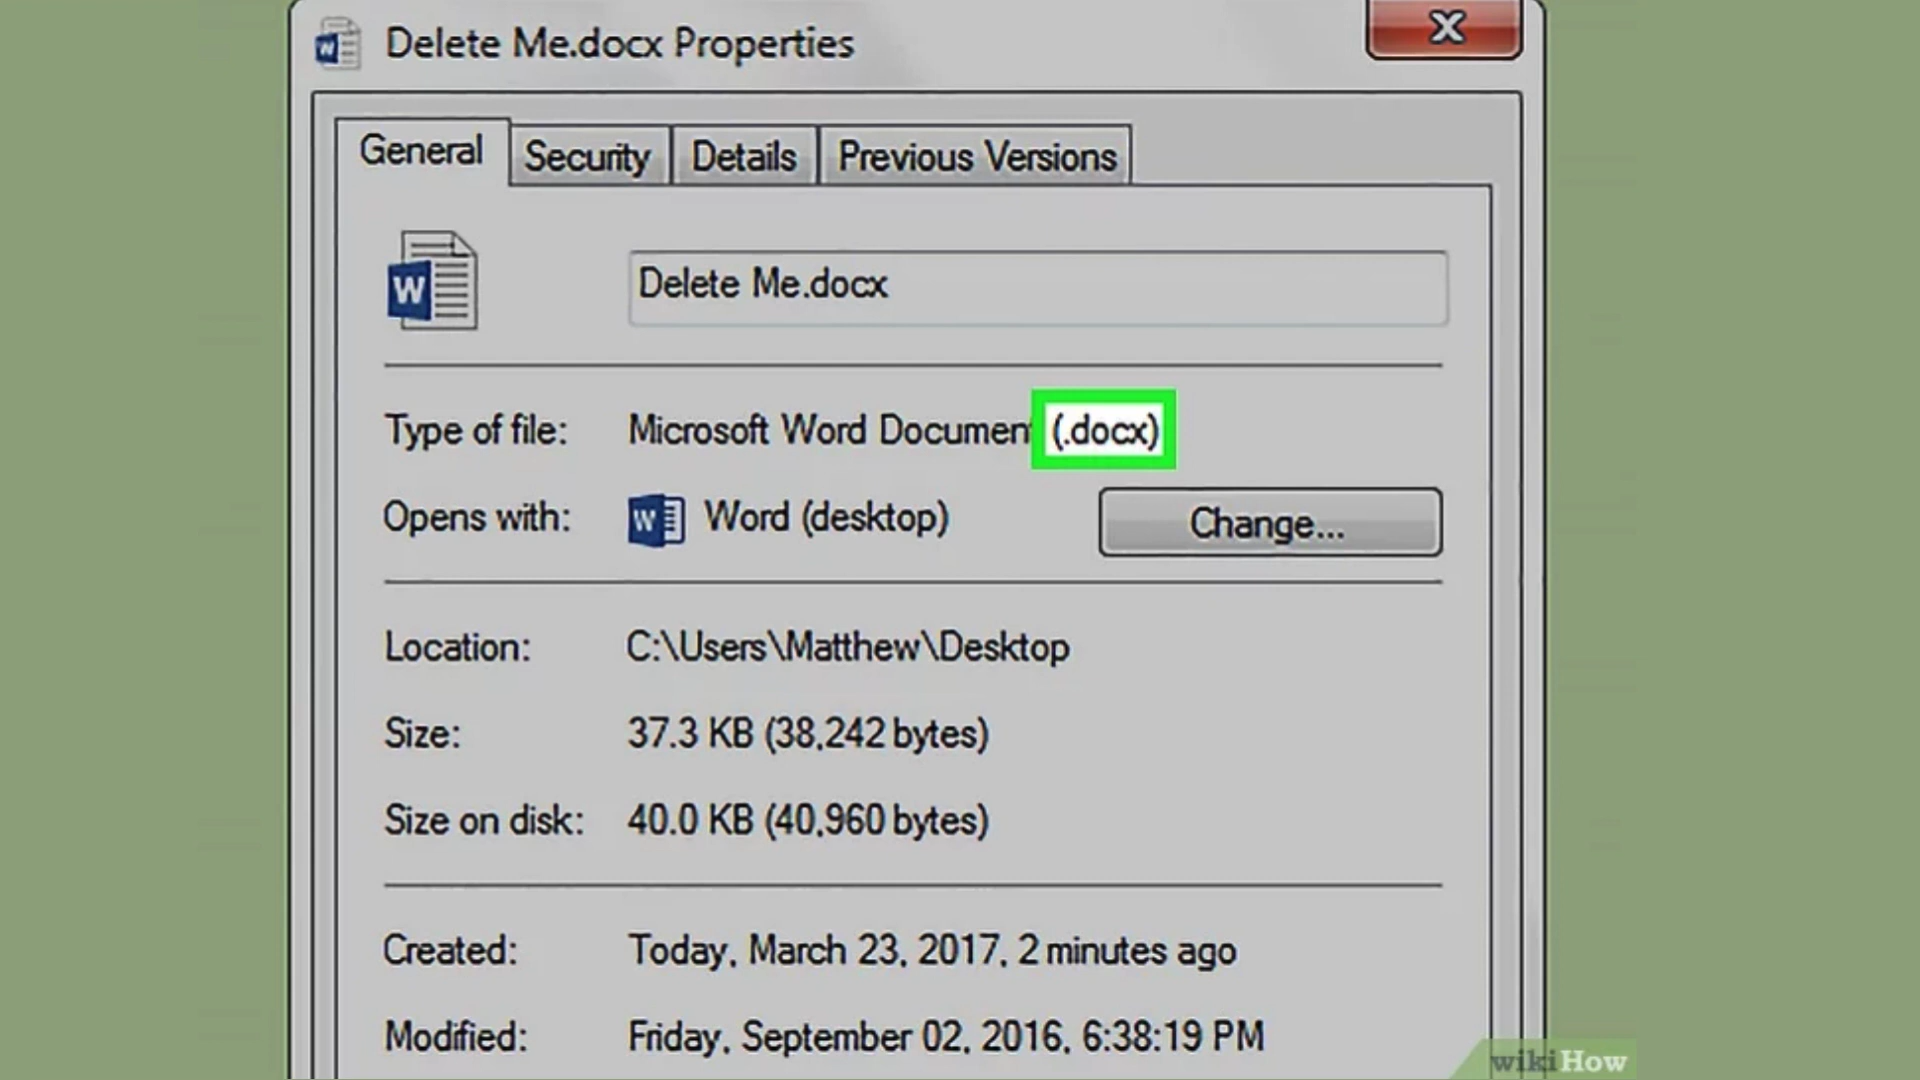 Delete Me.docx Properties
General Security Details Previous Versions
Delete Me.docx
Type of file: Microsoft Word Document (.docx)
Opens with: Word (desktop) Change...
Location: C:\Users\Matthew\Desktop
Size: 37.3 KB (38,242 bytes)
Size on disk: 40.0 KB (40,960 bytes)
Created: Today, March 23, 2017, 2 minutes ago
Modified: Friday, September 02, 2016, 6:38:19 PM
wikiHow